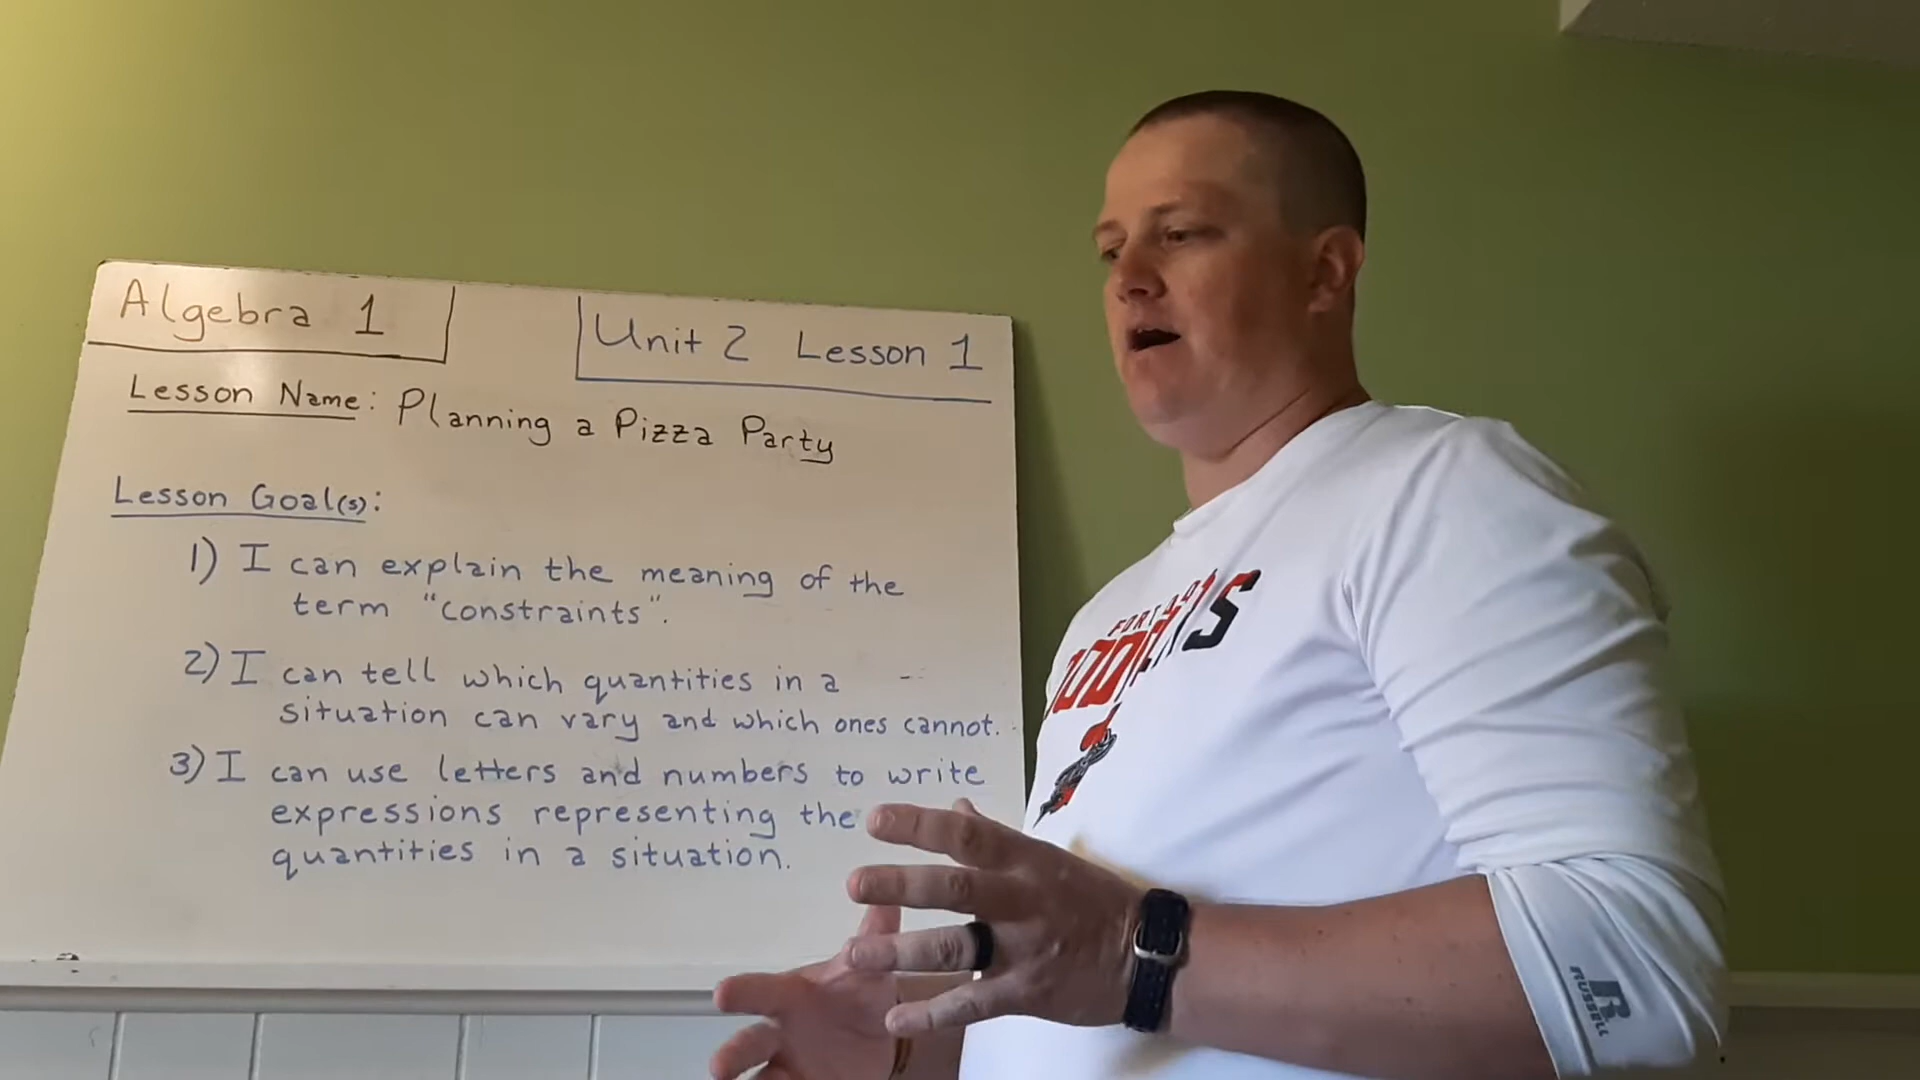 Algebra 1
Unit 2 Lesson 1
Lesson Name: Planning a Pizza Party
Lesson Goal(s):
1) I can explain the meaning of the
term "constraints".
2) I can tell which quantities in a
situation can vary and which ones cannot.
3) I can use letters and numbers to write
expressions representing the
quantities in a situation.
R
RUSSELL